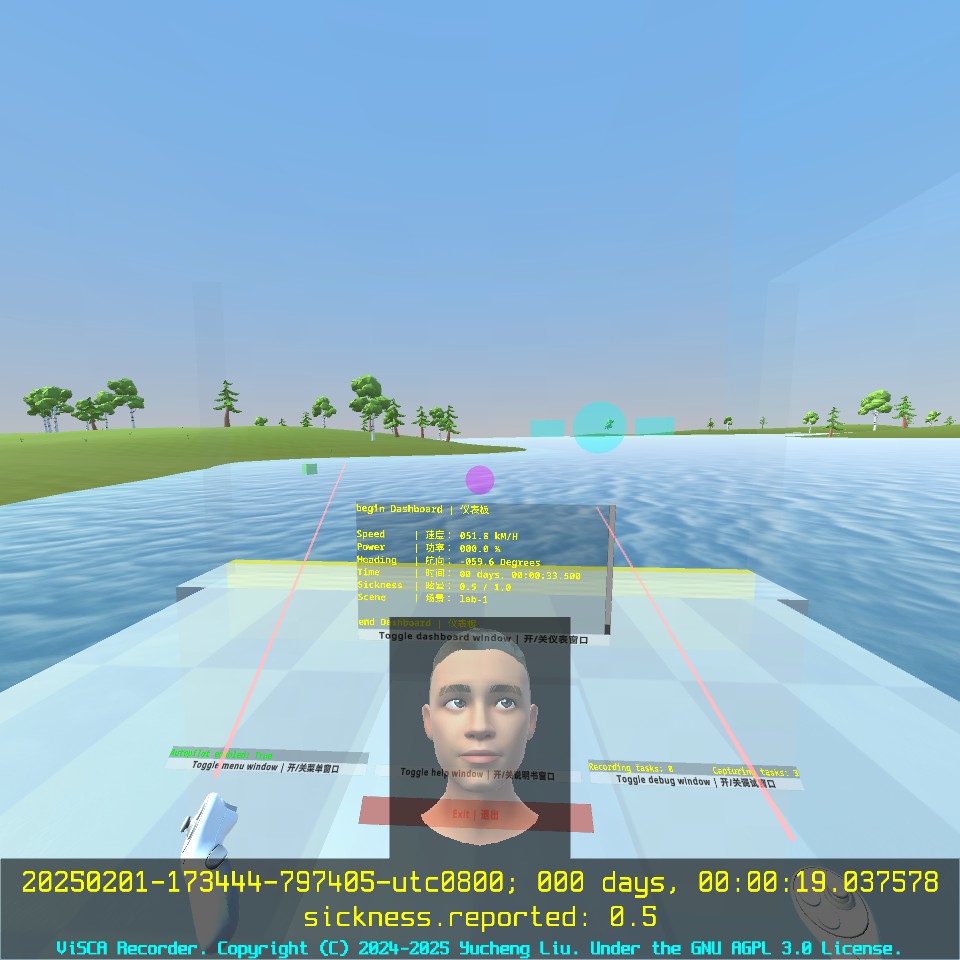 begin Dashboard | 仪表板
Speed | 速度: 051.8 kM/H
Power | 功率: 000.0 %
Heading | 航向: -059.6 Degrees
Time | 时间: 00 days, 00:00:33.500
Sickness | 眩晕: 0.5 / 1.0
Scene | 场景: lab-1
end Dashboard | 仪表板
Toggle dashboard window | 开/关仪表窗口
Autopilot enabled: True
Toggle menu window | 开/关菜单窗口
Toggle help window | 开/关说明书窗口
Recording tasks: 0 Capturing tasks: 3
Toggle debug window | 开/关调试窗口
Exit | 退出
20250201-173444-797405-utc0800; 000 days, 00:00:19.037578
sickness.reported: 0.5
ViSCA Recorder. Copyright (C) 2024-2025 Yucheng Liu. Under the GNU AGPL 3.0 License.